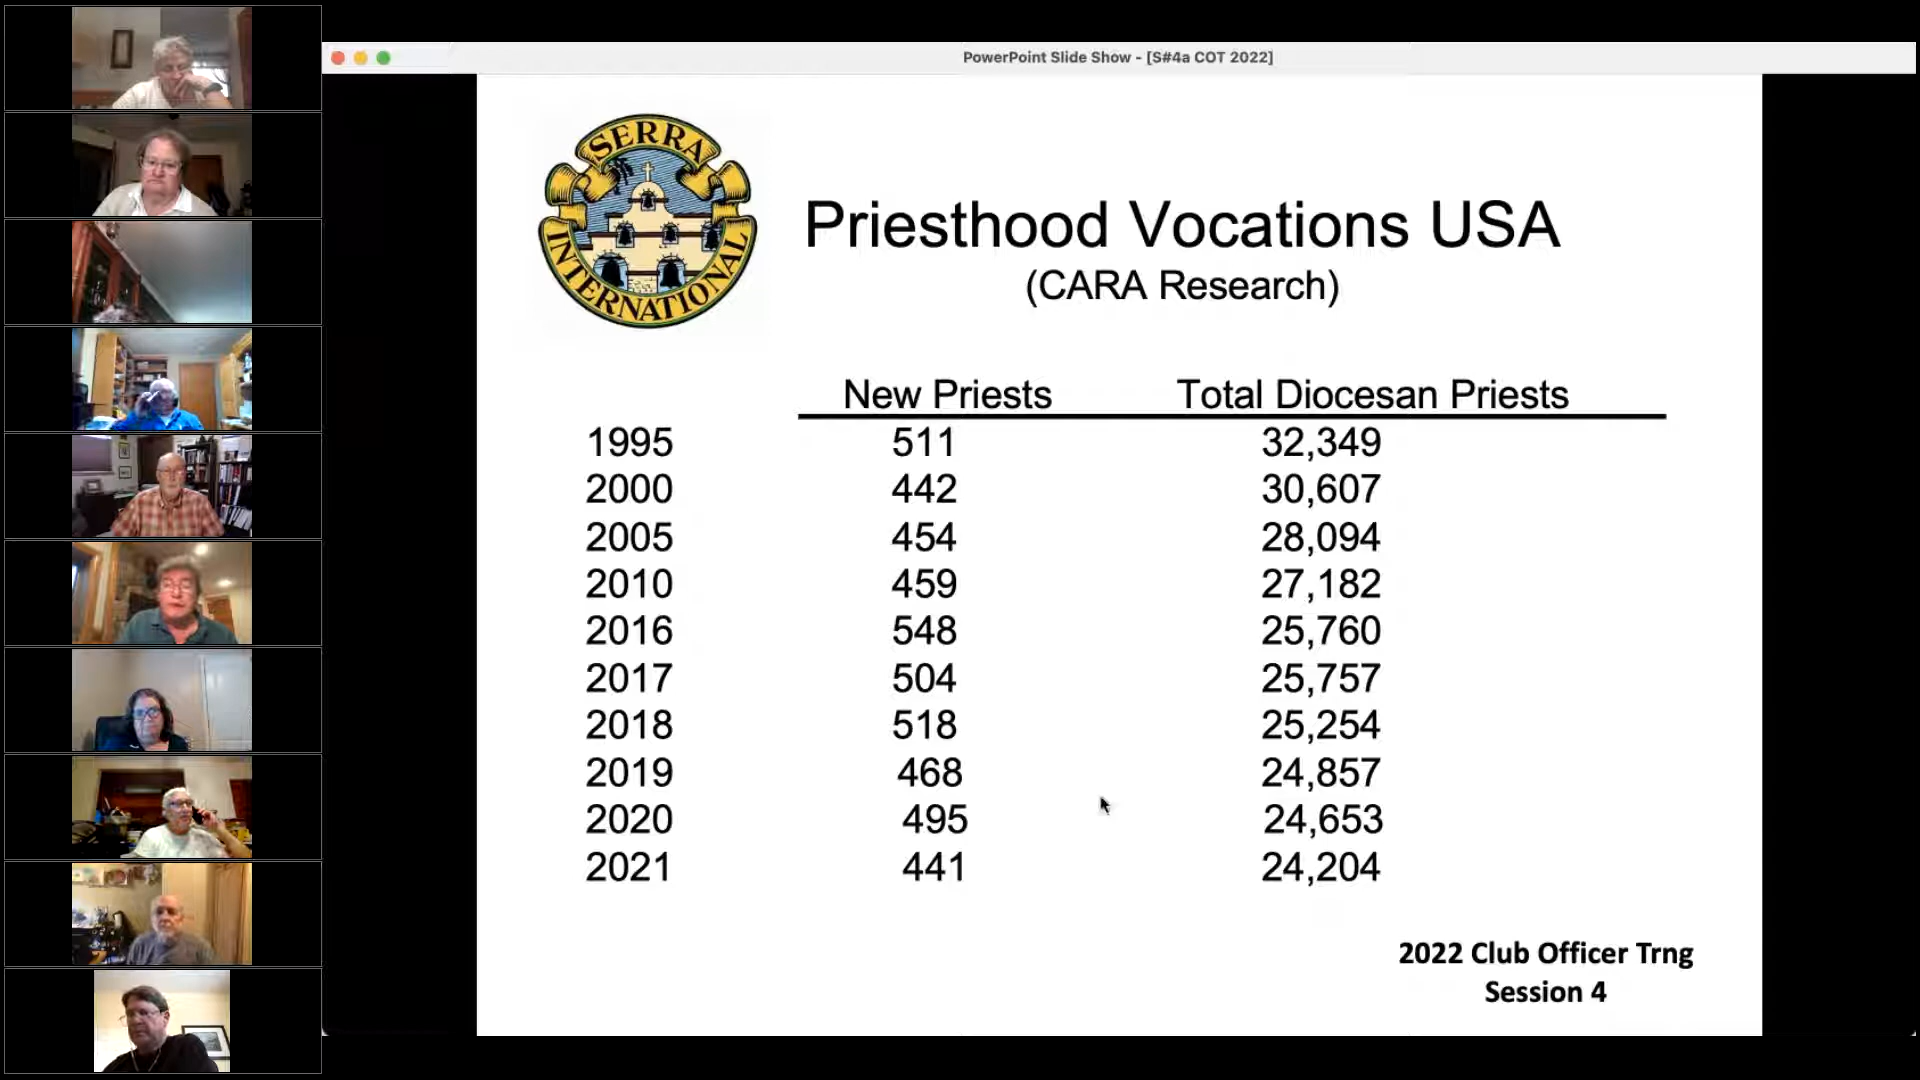 PowerPoint Slide Show - [S#4a COT 2022]
SERRA
INTERNATIONAL
Priesthood Vocations USA
(CARA Research)
New Priests Total Diocesan Priests
1995 511 32,349
2000 442 30,607
2005 454 28,094
2010 459 27,182
2016 548 25,760
2017 504 25,757
2018 518 25,254
2019 468 24,857
2020 495 24,653
2021 441 24,204
2022 Club Officer Trng
Session 4